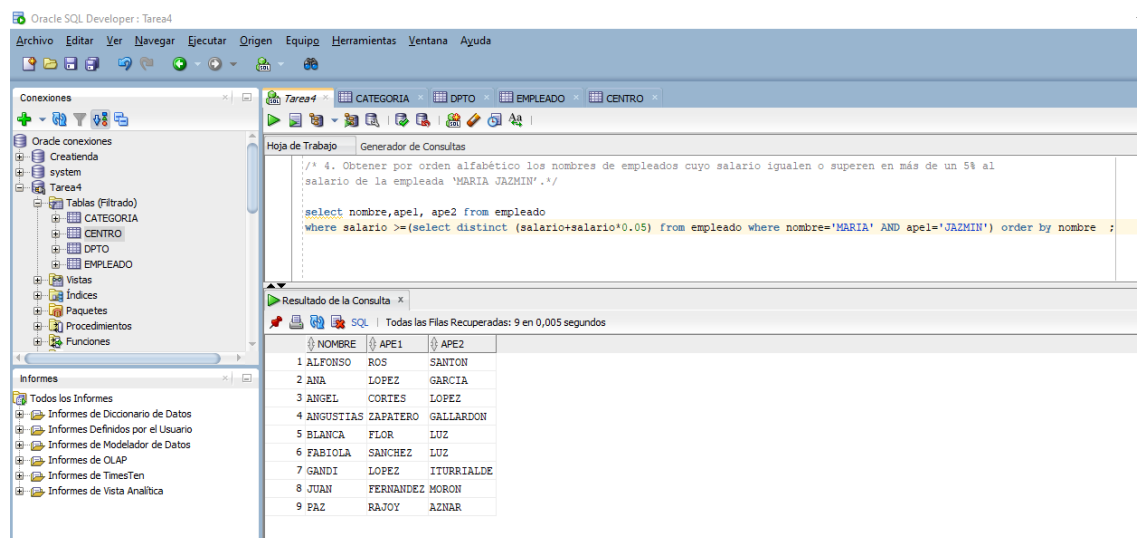 Oracle SQL Developer : Tarea4
Archivo Editar Ver Navegar Ejecutar Origen Equipo Herramientas Ventana Ayuda
Conexiones
Oracle conexiones
Creatienda
system
Tarea4
Tablas (Filtrado)
CATEGORIA
CENTRO
DPTO
EMPLEADO
Vistas
Índices
Paquetes
Procedimientos
Funciones
Informes
Todos los Informes
Informes de Diccionario de Datos
Informes Definidos por el Usuario
Informes de Modelador de Datos
Informes de OLAP
Informes de TimesTen
Informes de Vista Analítica
Tarea4 CATEGORIA DPTO EMPLEADO CENTRO
Hoja de Trabajo Generador de Consultas
/* 4. Obtener por orden alfabético los nombres de empleados cuyo salario igualen o superen en más de un 5% al
salario de la empleada ‘MARIA JAZMIN’.*/
select nombre,ape1, ape2 from empleado
where salario >=(select distinct (salario+salario*0.05) from empleado where nombre='MARIA' AND ape1='JAZMIN') order by nombre ;
Resultado de la Consulta x
SQL | Todas las Filas Recuperadas: 9 en 0,005 segundos
NOMBRE APE1 APE2
1 ALFONSO ROS SANTON
2 ANA LOPEZ GARCIA
3 ANGEL CORTES LOPEZ
4 ANGUSTIAS ZAPATERO GALLARDON
5 BLANCA FLOR LUZ
6 FABIOLA SANCHEZ LUZ
7 GANDI LOPEZ ITURRIALDE
8 JUAN FERNANDEZ MORON
9 PAZ RAJOY AZNAR